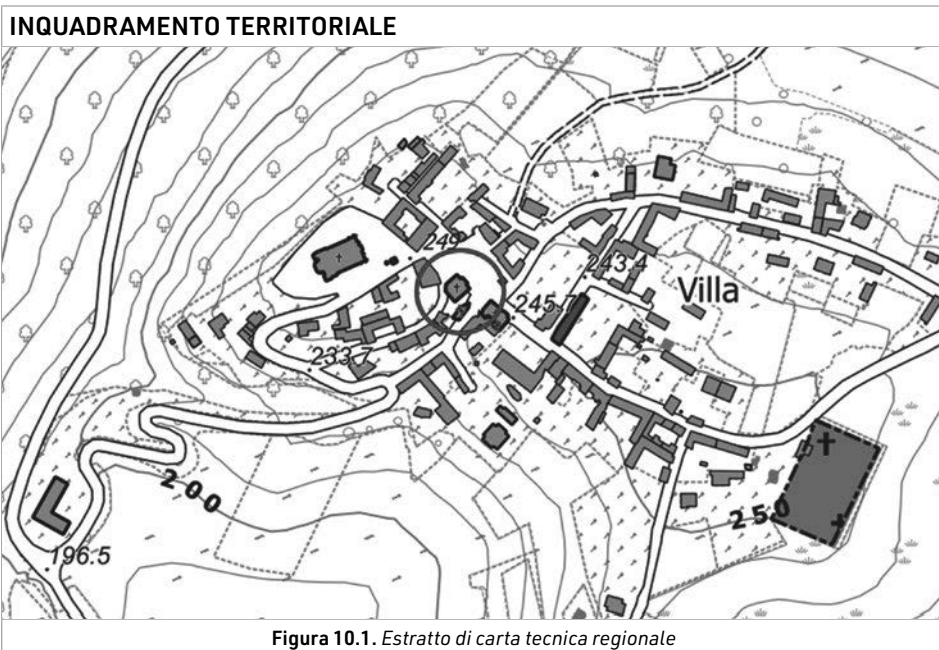 INQUADRAMENTO TERRITORIALE
249
243.4
Villa
245.7
233.7
200
250
196.5
Figura 10.1. Estratto di carta tecnica regionale